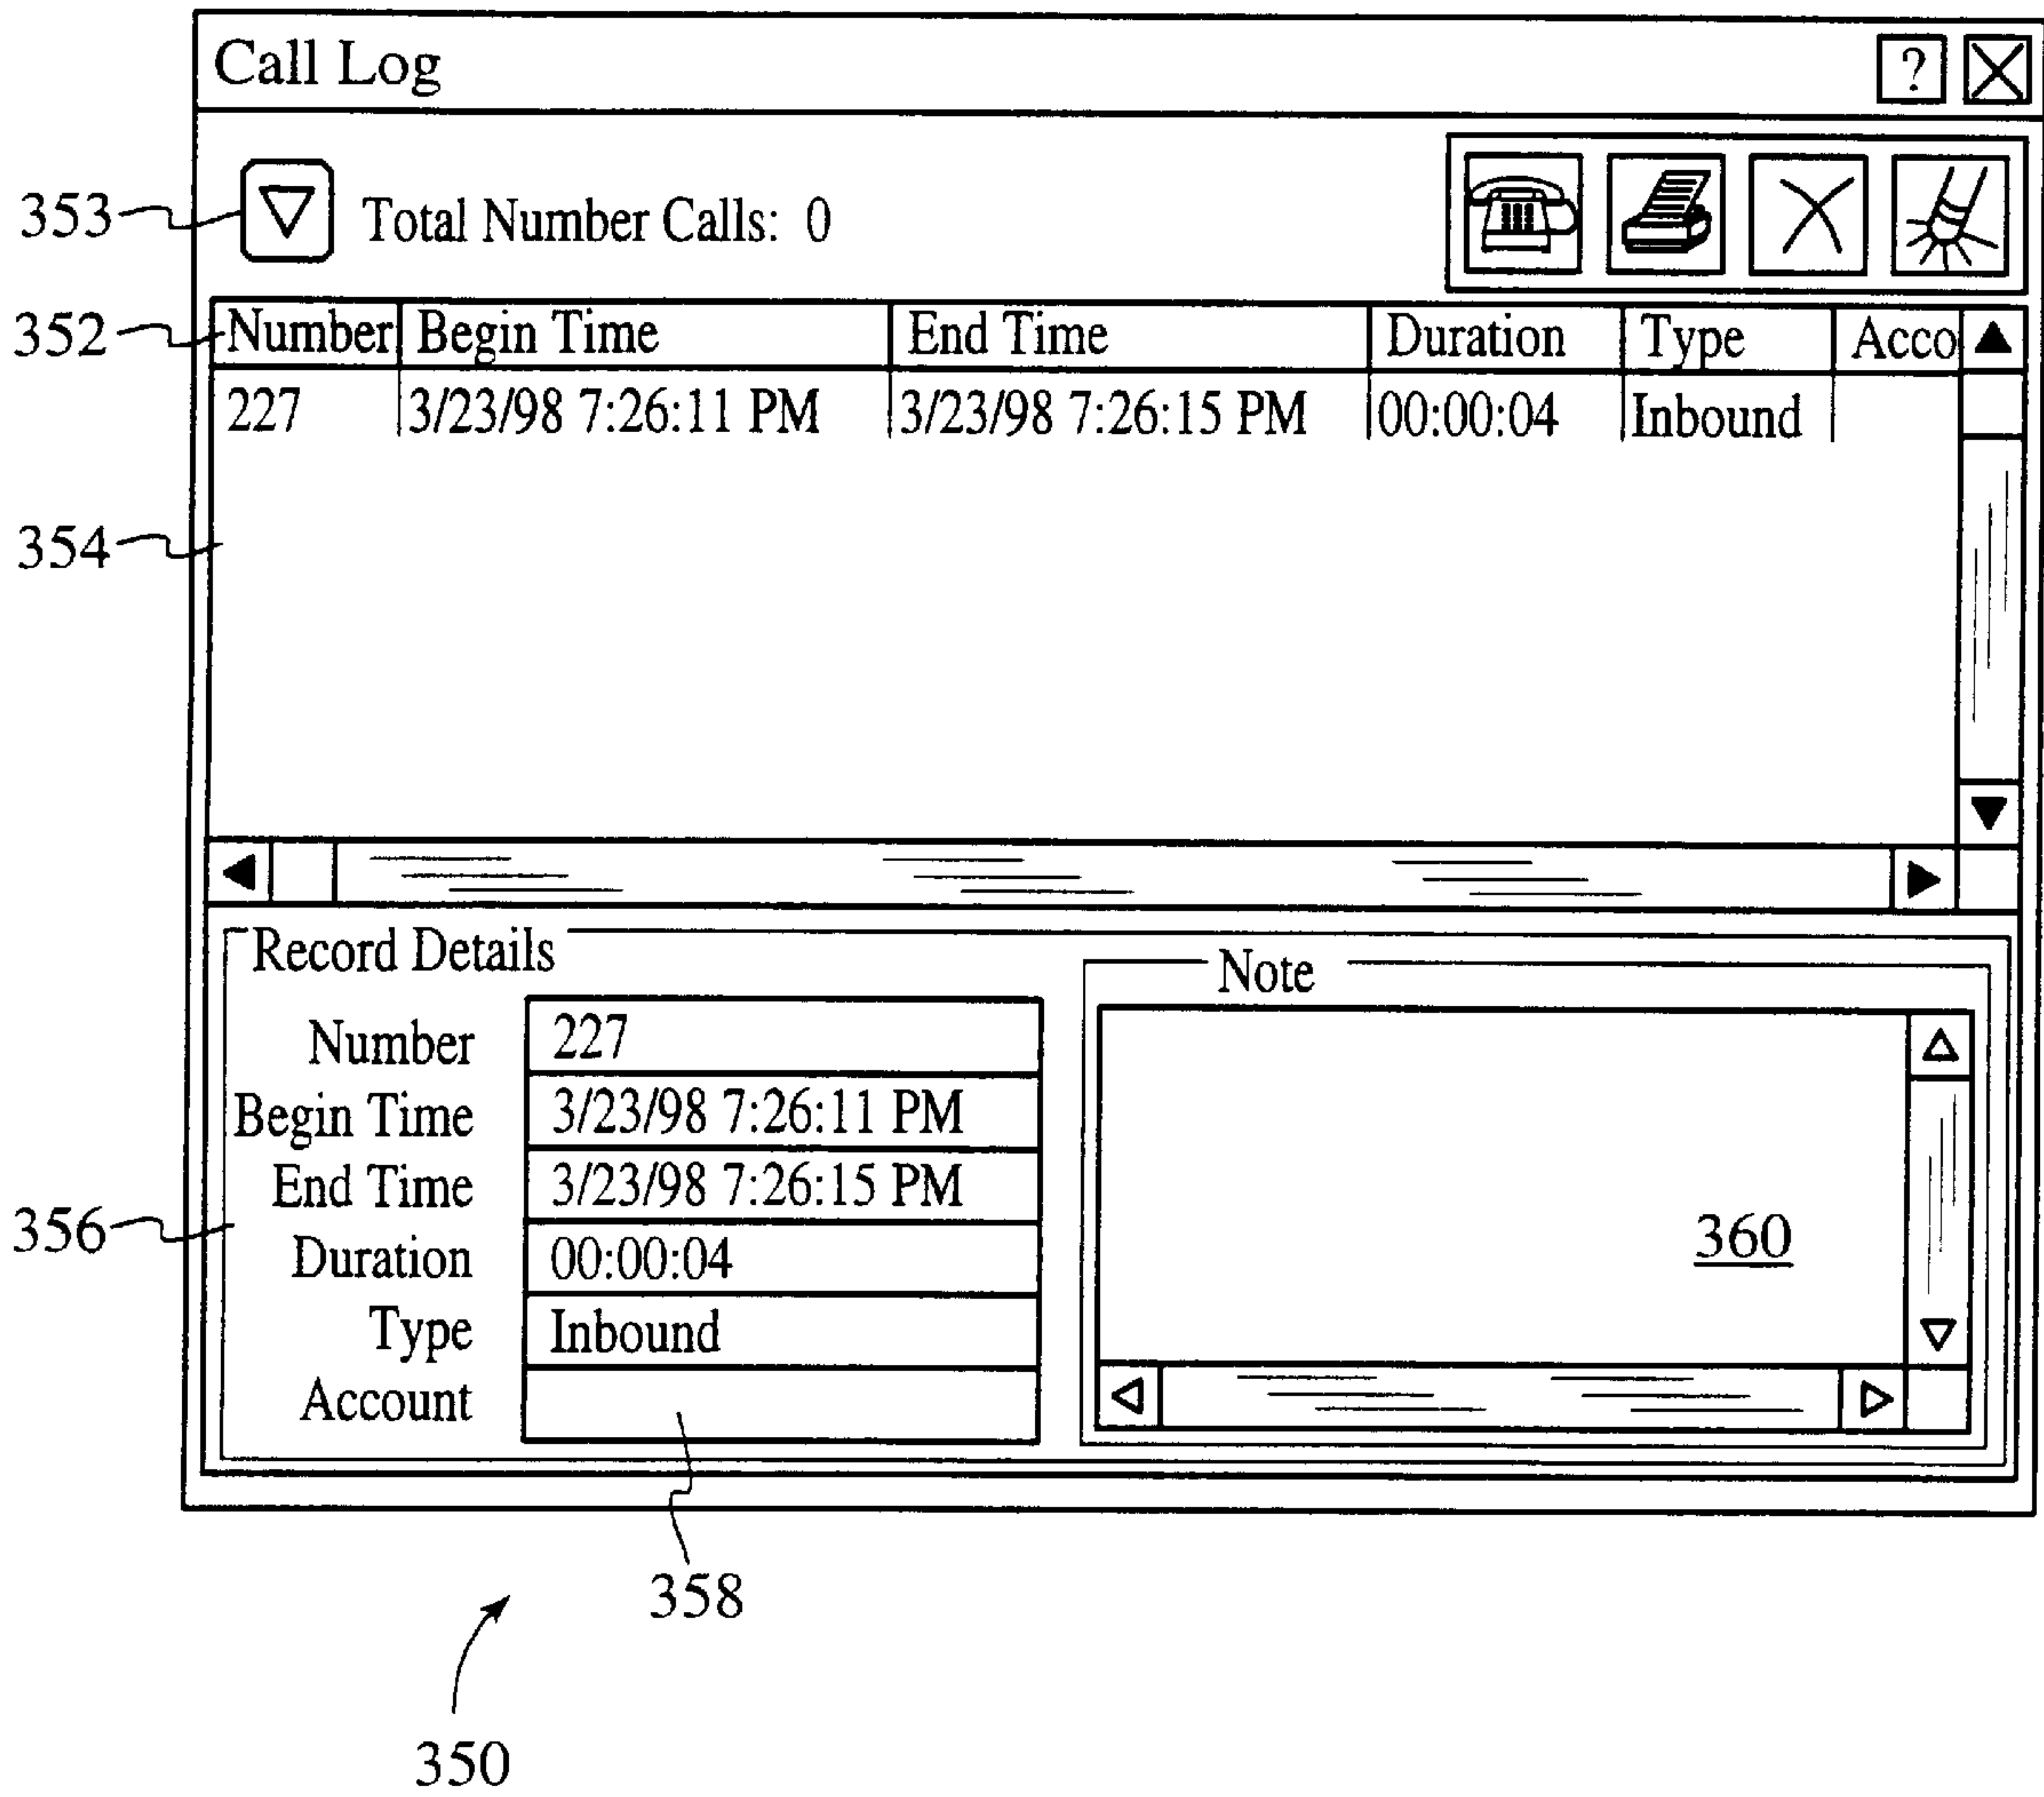 Call Log ?
353 Total Number Calls: 0
352 Number Begin Time End Time Duration Type Acco
227 3/23/98 7:26:11 PM 3/23/98 7:26:15 PM 00:00:04 Inbound
354
Record Details
Note
Number 227
Begin Time 3/23/98 7:26:11 PM
End Time 3/23/98 7:26:15 PM
356
360
Duration 00:00:04
Type Inbound
Account
358
350